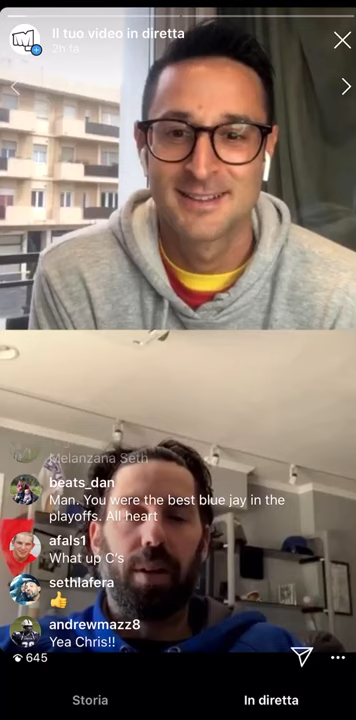 Il tuo video in diretta
2h fa
Melanzana Seth
beats_dan
Man. You were the best blue jay in the
playoffs. All heart
afals1
What up C's
sethlafera
👍
andrewmazz8
Yea Chris!!
645
Storia
In diretta